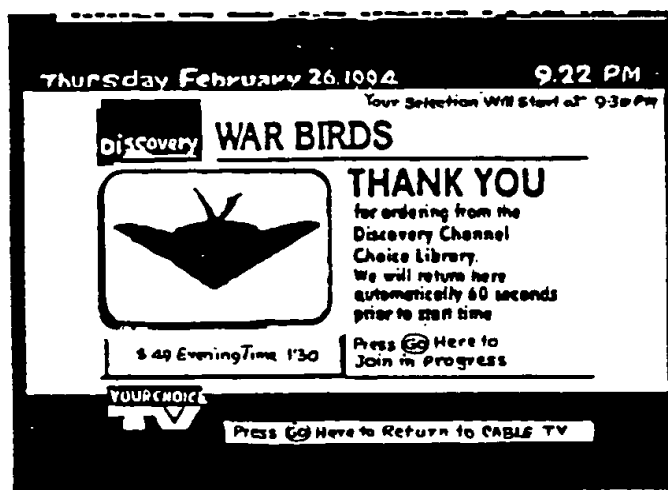 Thursday February 26.1994
9.22 PM
Your Selection Will Start at 9:30 PM
Discovery
WAR BIRDS
THANK YOU
for ordering from the
Discovery Channel
Choice Library.
We will return here
automatically 60 seconds
prior to start time
$ .49 Evening Time 1'30
Press GO Here to
Join in Progress
YOUR CHOICE
TV
Press GO Here to Return to CABLE TV